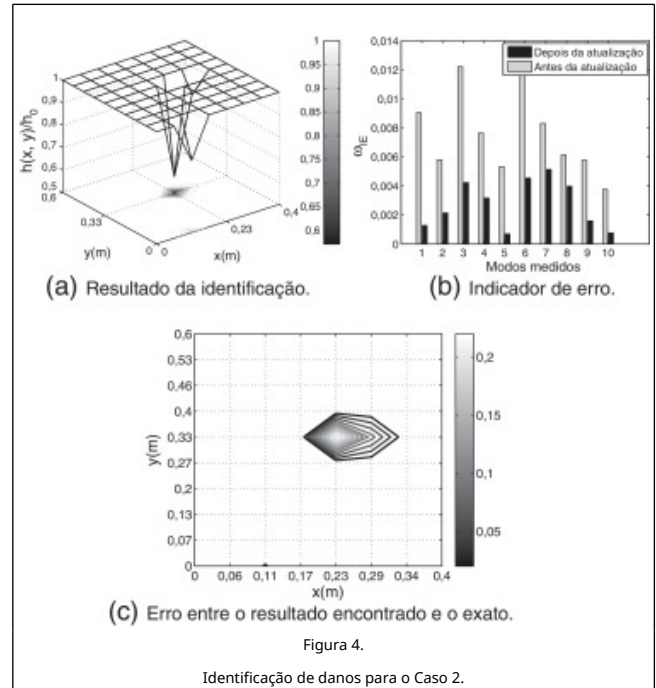 1
0,9
0,8
0,7
0,6
0,5
0,6
0,33
0
0
0,23
0,4
h(x, y)/h0
y(m)
x(m)
1
0,95
0,9
0,85
0,8
0,75
0,7
0,65
0,6
(a) Resultado da identificação.
0,014
0,012
0,01
0,008
0,006
0,004
0,002
0
ωIE
Depois da atualização
Antes da atualização
1 2 3 4 5 6 7 8 9 10
Modos medidos
(b) Indicador de erro.
0,6
0,53
0,46
0,4
0,33
0,27
0,2
0,13
0,07
0
y(m)
0 0,06 0,11 0,17 0,23 0,29 0,34 0,4
x(m)
0,2
0,15
0,1
0,05
(c) Erro entre o resultado encontrado e o exato.
Figura 4.
Identificação de danos para o Caso 2.